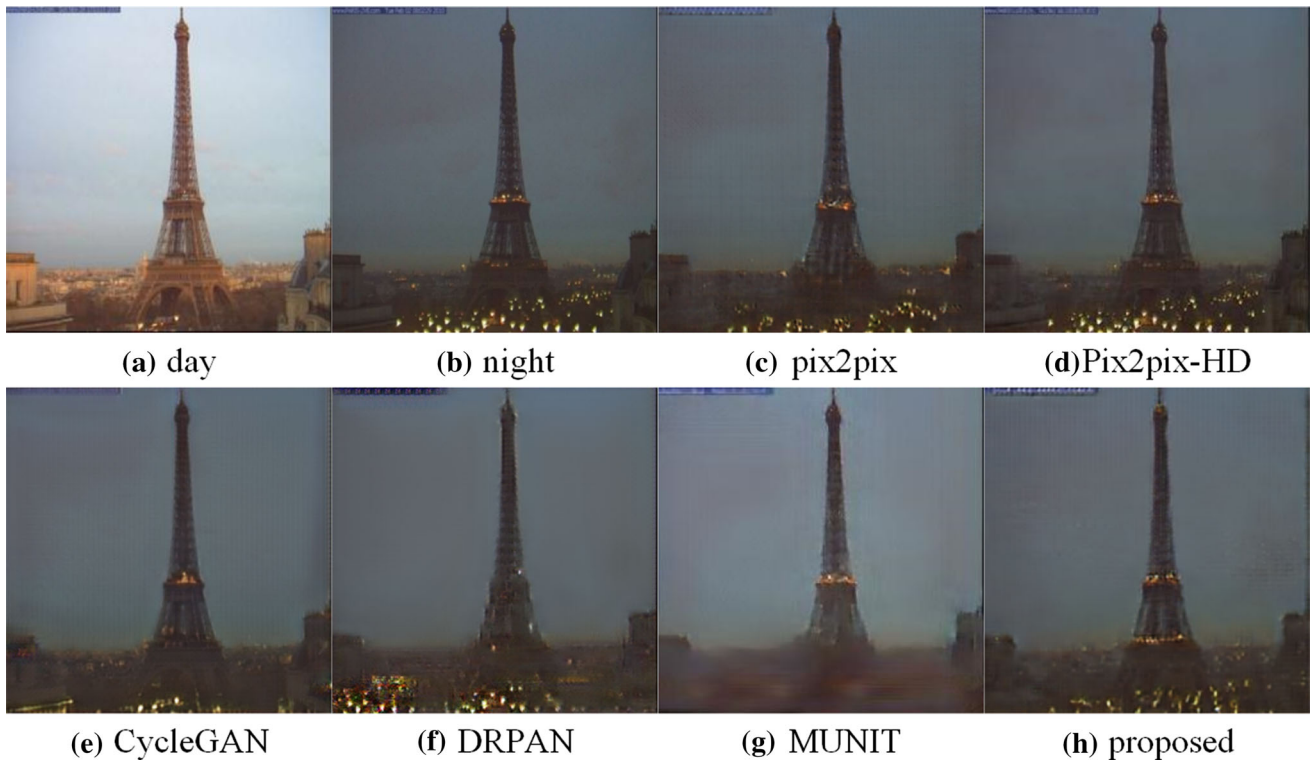 (a) day
(b) night
(c) pix2pix
(d)Pix2pix-HD
(e) CycleGAN
(f) DRPAN
(g) MUNIT
(h) proposed